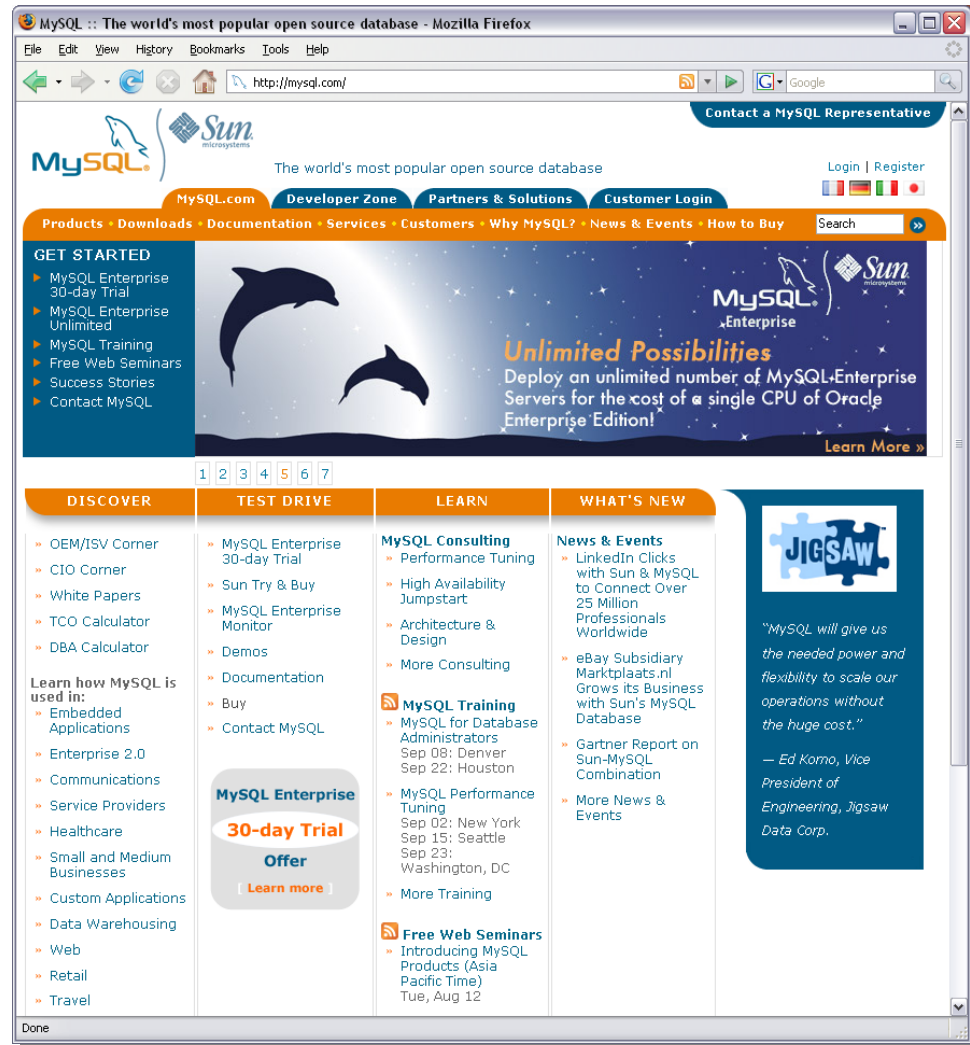 MySQL :: The world's most popular open source database - Mozilla Firefox
File Edit View History Bookmarks Tools Help
http://mysql.com/
G Google
Contact a MySQL Representative
MySQL®
Sun
microsystems
The world's most popular open source database
Login | Register
MySQL.com Developer Zone Partners & Solutions Customer Login
Products • Downloads • Documentation • Services • Customers • Why MySQL? • News & Events • How to Buy
Search
GET STARTED
MySQL Enterprise
30-day Trial
MySQL Enterprise
Unlimited
MySQL Training
Free Web Seminars
Success Stories
Contact MySQL
MySQL®
Enterprise
Sun
microsystems
Unlimited Possibilities
Deploy an unlimited number of MySQL Enterprise
Servers for the cost of a single CPU of Oracle
Enterprise Edition!
Learn More »
1 2 3 4 5 6 7
DISCOVER
» OEM/ISV Corner
» CIO Corner
» White Papers
» TCO Calculator
» DBA Calculator
Learn how MySQL is
used in:
» Embedded
Applications
» Enterprise 2.0
» Communications
» Service Providers
» Healthcare
» Small and Medium
Businesses
» Custom Applications
» Data Warehousing
» Web
» Retail
» Travel
TEST DRIVE
» MySQL Enterprise
30-day Trial
» Sun Try & Buy
» MySQL Enterprise
Monitor
» Demos
» Documentation
» Buy
» Contact MySQL
MySQL Enterprise
30-day Trial
Offer
[ Learn more ]
LEARN
MySQL Consulting
» Performance Tuning
» High Availability
Jumpstart
» Architecture &
Design
» More Consulting
MySQL Training
» MySQL for Database
Administrators
Sep 08: Denver
Sep 22: Houston
» MySQL Performance
Tuning
Sep 02: New York
Sep 15: Seattle
Sep 23:
Washington, DC
» More Training
Free Web Seminars
» Introducing MySQL
Products (Asia
Pacific Time)
Tue, Aug 12
WHAT'S NEW
News & Events
» LinkedIn Clicks
with Sun & MySQL
to Connect Over
25 Million
Professionals
Worldwide
» eBay Subsidiary
Marktplaats.nl
Grows its Business
with Sun's MySQL
Database
» Gartner Report on
Sun-MySQL
Combination
» More News &
Events
JIGSAW
"MySQL will give us
the needed power and
flexibility to scale our
operations without
the huge cost."
— Ed Komo, Vice
President of
Engineering, Jigsaw
Data Corp.
Done